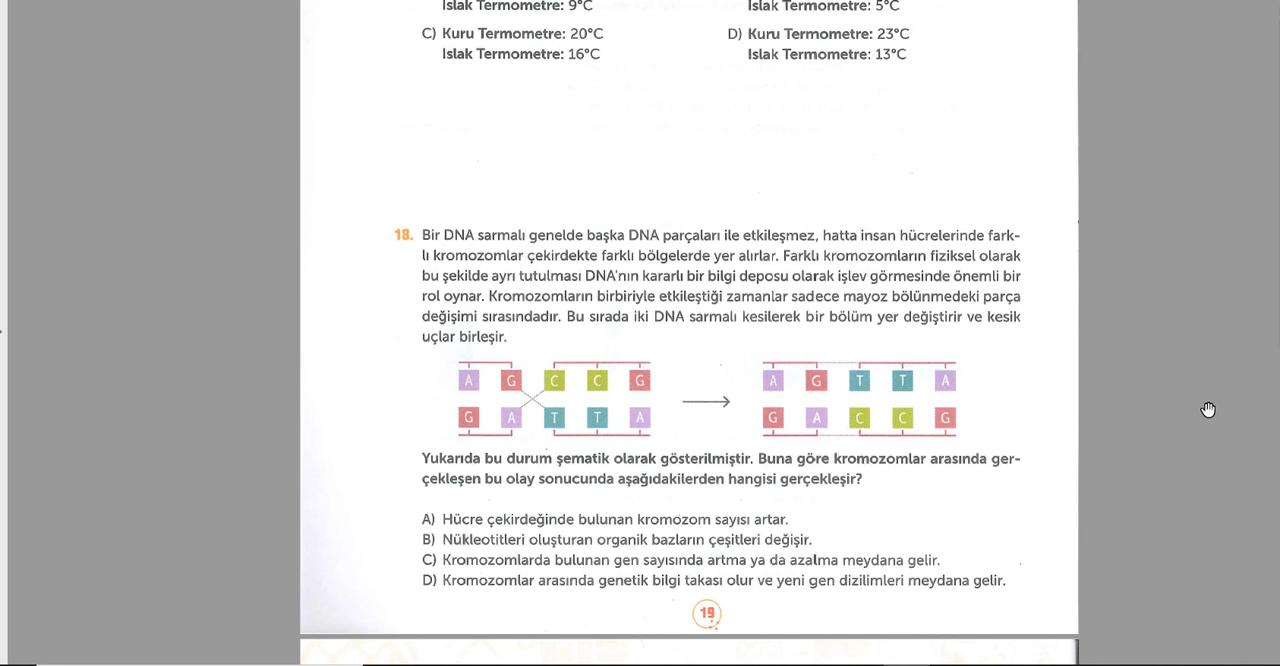 Islak Termometre: 9°C
Islak Termometre: 5°C
C) Kuru Termometre: 20°C
Islak Termometre: 16°C
D) Kuru Termometre: 23°C
Islak Termometre: 13°C
18. Bir DNA sarmalı genelde başka DNA parçaları ile etkileşmez, hatta insan hücrelerinde fark-
lı kromozomlar çekirdekte farklı bölgelerde yer alırlar. Farklı kromozomların fiziksel olarak
bu şekilde ayrı tutulması DNA'nın kararlı bir bilgi deposu olarak işlev görmesinde önemli bir
rol oynar. Kromozomların birbiriyle etkileştiği zamanlar sadece mayoz bölünmedeki parça
değişimi sırasındadır. Bu sırada iki DNA sarmalı kesilerek bir bölüm yer değiştirir ve kesik
uçlar birleşir.
A G C C G
G A T T A
A G T T A
G A C C G
Yukarıda bu durum şematik olarak gösterilmiştir. Buna göre kromozomlar arasında ger-
çekleşen bu olay sonucunda aşağıdakilerden hangisi gerçekleşir?
A) Hücre çekirdeğinde bulunan kromozom sayısı artar.
B) Nükleotitleri oluşturan organik bazların çeşitleri değişir.
C) Kromozomlarda bulunan gen sayısında artma ya da azalma meydana gelir.
D) Kromozomlar arasında genetik bilgi takası olur ve yeni gen dizilimleri meydana gelir.
19